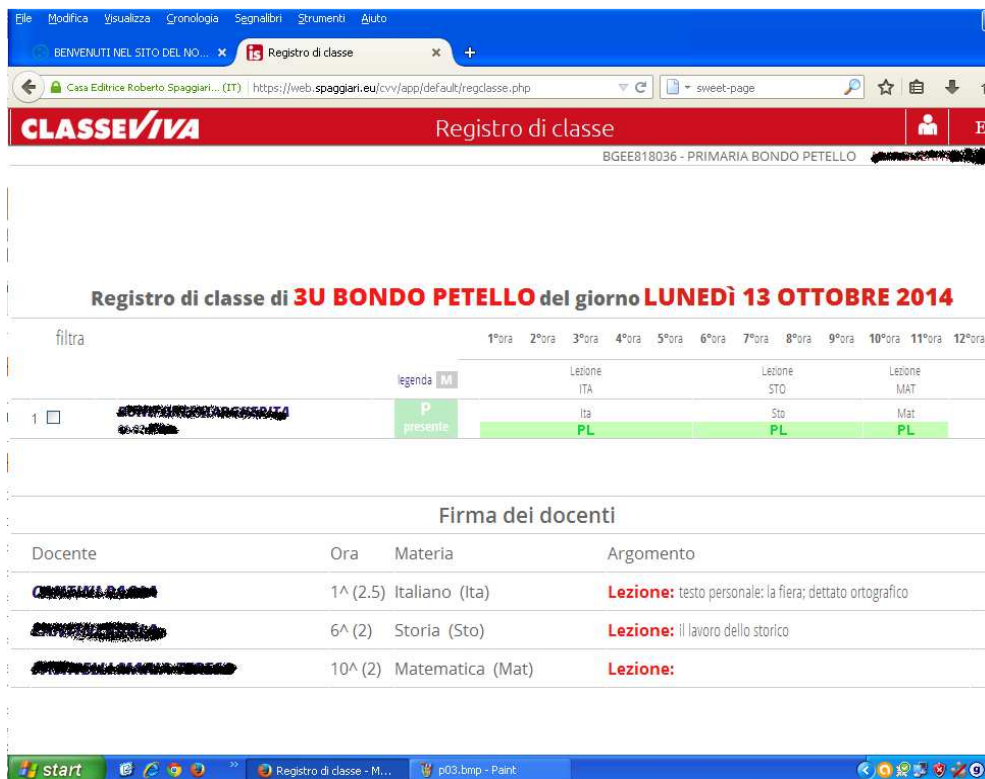 File Modifica Visualizza Cronologia Segnalibri Strumenti Aiuto
BENVENUTI NEL SITO DEL NO... × is Registro di classe × +
Casa Editrice Roberto Spaggiari... (IT) https://web.spaggiari.eu/cvv/app/default/regclasse.php sweet-page
CLASSEVIVA Registro di classe E
BGEE818036 - PRIMARIA BONDO PETELLO
Registro di classe di 3U BONDO PETELLO del giorno LUNEDì 13 OTTOBRE 2014
filtra 1°ora 2°ora 3°ora 4°ora 5°ora 6°ora 7°ora 8°ora 9°ora 10°ora 11°ora 12°ora
Lezione Lezione Lezione
legenda M ITA STO MAT
1 P Ita Sto Mat
presente PL PL PL
Firma dei docenti
Docente Ora Materia Argomento
1^ (2.5) Italiano (Ita) Lezione: testo personale: la fiera; dettato ortografico
6^ (2) Storia (Sto) Lezione: il lavoro dello storico
10^ (2) Matematica (Mat) Lezione:
start » Registro di classe - M... p03.bmp - Paint